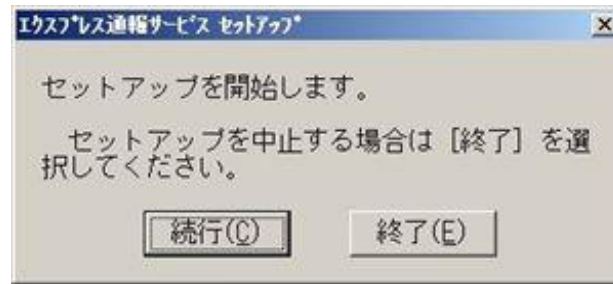 ｴｸｽﾌﾟﾚｽ通報ｻｰﾋﾞｽ ｾｯﾄｱｯﾌﾟ
セットアップを開始します。
セットアップを中止する場合は［終了］を選
択してください。
続行(C)
終了(E)